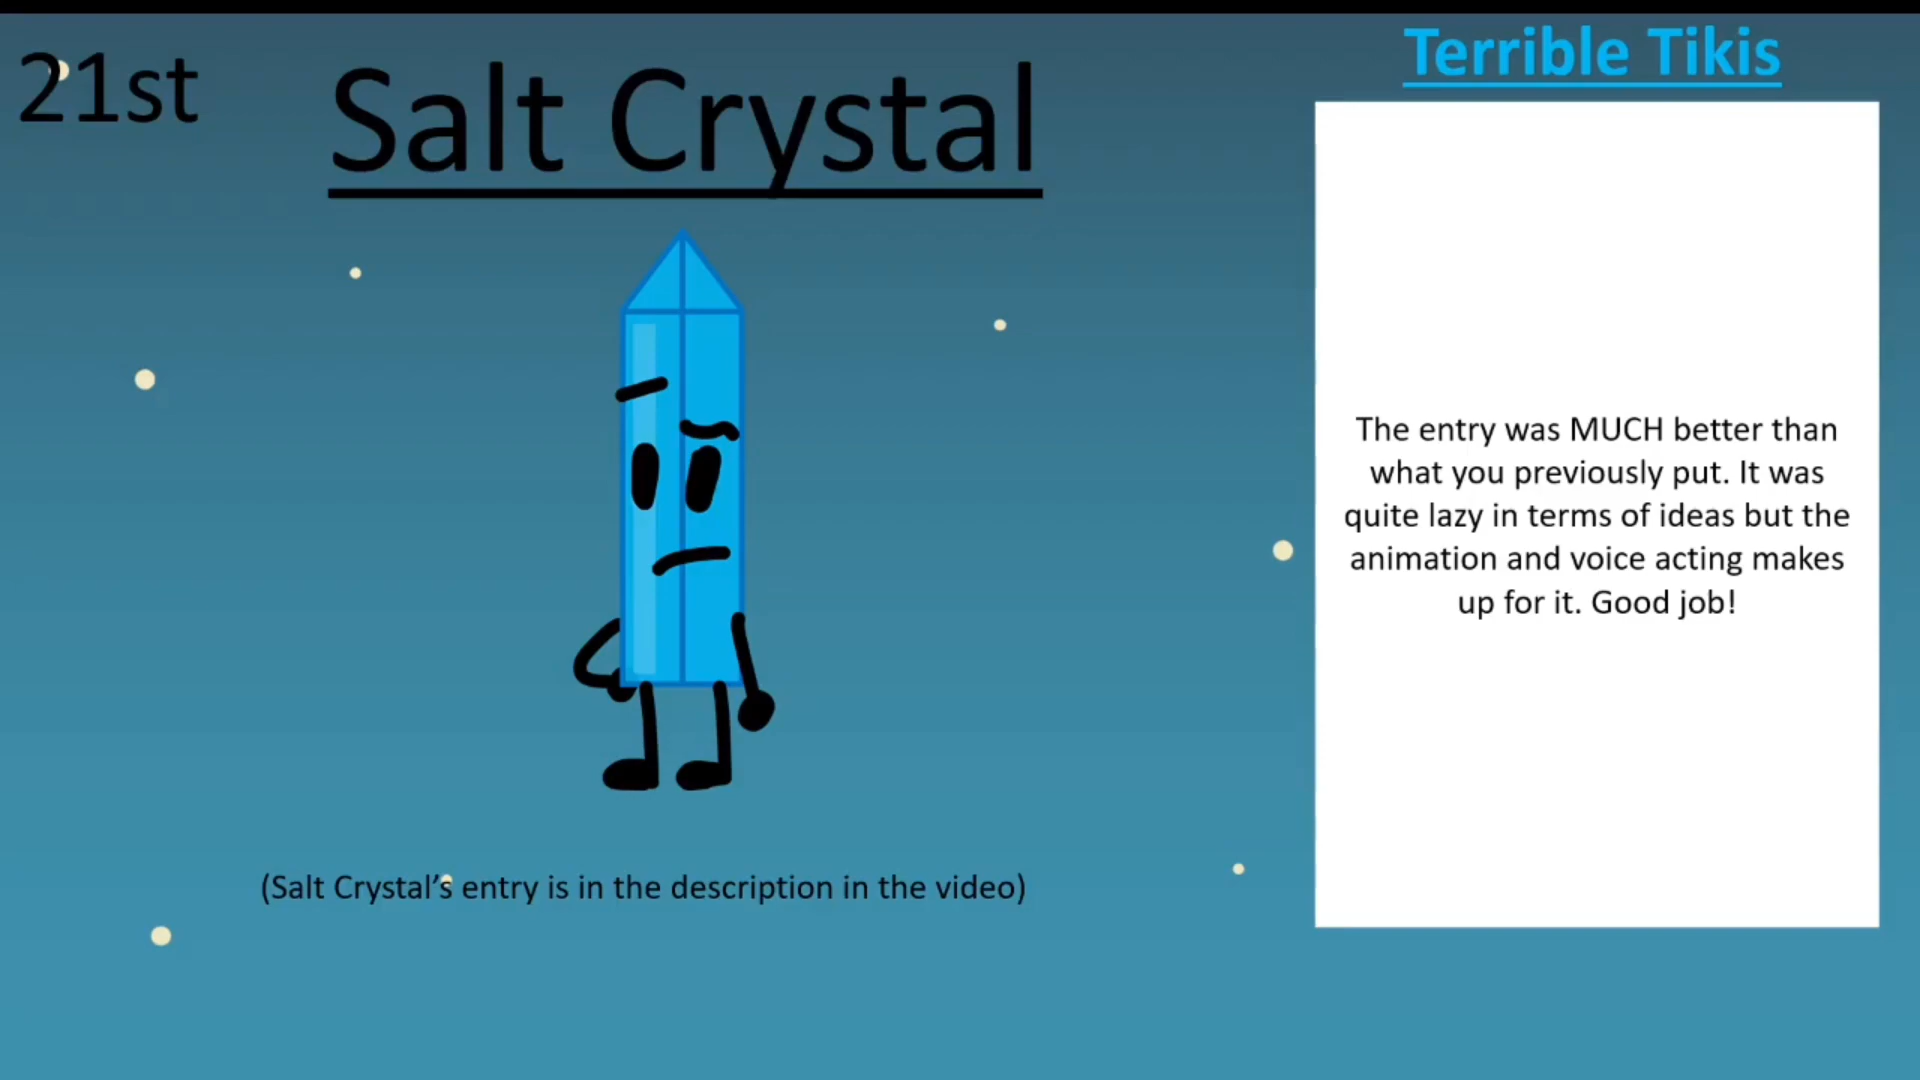 21st
Salt Crystal
Terrible Tikis
The entry was MUCH better than
what you previously put. It was
quite lazy in terms of ideas but the
animation and voice acting makes
up for it. Good job!
(Salt Crystal’s entry is in the description in the video)